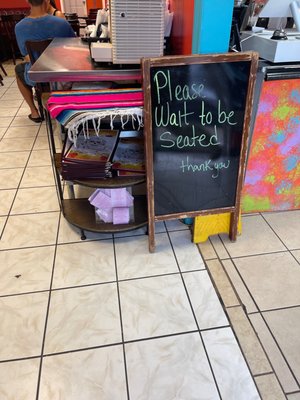 Please
Wait to be
Seated
thank you